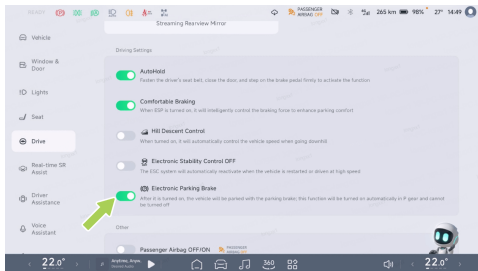 READY
PASSENGER
AIRBAG OFF
265 km
98%
27°
14:49
Streaming Rearview Mirror
Vehicle
Window &
Door
Lights
Seat
Drive
Real-time SR
Assist
Driver
Assistance
Voice
Assistant
Driving Settings
AutoHold
Fasten the driver's seat belt, close the door, and step on the brake pedal firmly to activate the function
Comfortable Braking
When ESP is turned on, it will intelligently control the braking force to enhance parking comfort
Hill Descent Control
When turned on, it will automatically control the vehicle speed when going downhill.
Electronic Stability Control OFF
The ESC system will automatically reactivate when the vehicle is restarted or driven at high speed.
Electronic Parking Brake
After it is turned on, the vehicle will be parked with the parking brake; this function will be turned on automatically in P gear and cannot
be turned off
Other
Passenger Airbag OFF/ON
PASSENGER
AIRBAG OFF
22.0°
Anytime, Anyw..
360
22.0°